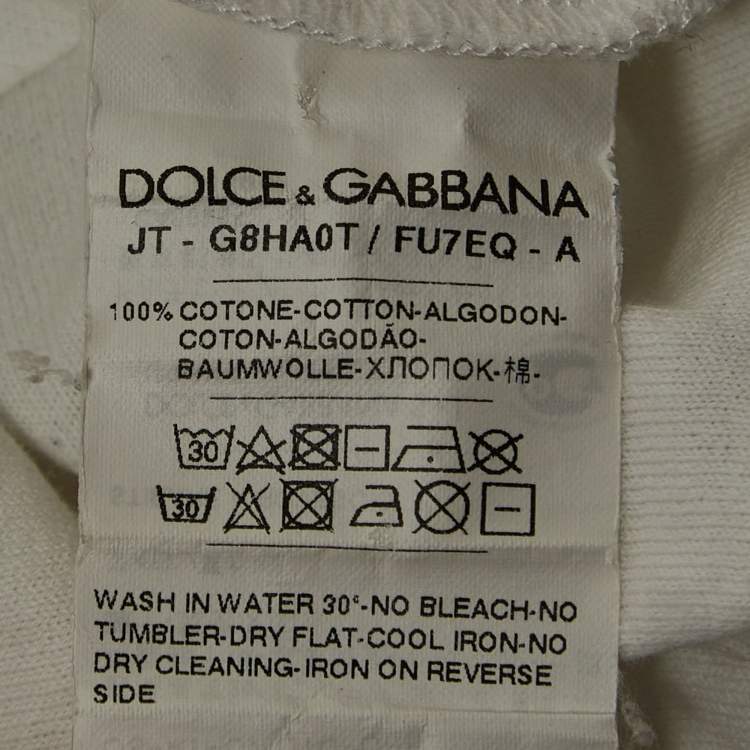 DOLCE & GABBANA
JT - G8HA0T / FU7EQ - A
100% COTONE-COTTON-ALGODON-
COTON-ALGODÃO-
BAUMWOLLE-ХЛОПОК-棉-
30
30
WASH IN WATER 30°-NO BLEACH-NO
TUMBLER-DRY FLAT-COOL IRON-NO
DRY CLEANING-IRON ON REVERSE
SIDE